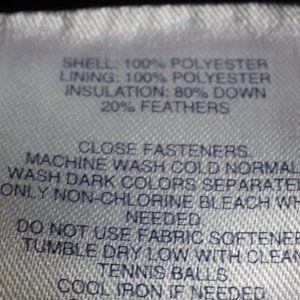 SHELL: 100% POLYESTER
LINING: 100% POLYESTER
INSULATION: 80% DOWN
20% FEATHERS
CLOSE FASTENERS.
MACHINE WASH COLD NORMAL
WASH DARK COLORS SEPARATE
ONLY NON-CHLORINE BLEACH WH
NEEDED
DO NOT USE FABRIC SOFTENE
TUMBLE DRY LOW WITH CLEAN
TENNIS BALLS
COOL IRON IF NEEDED